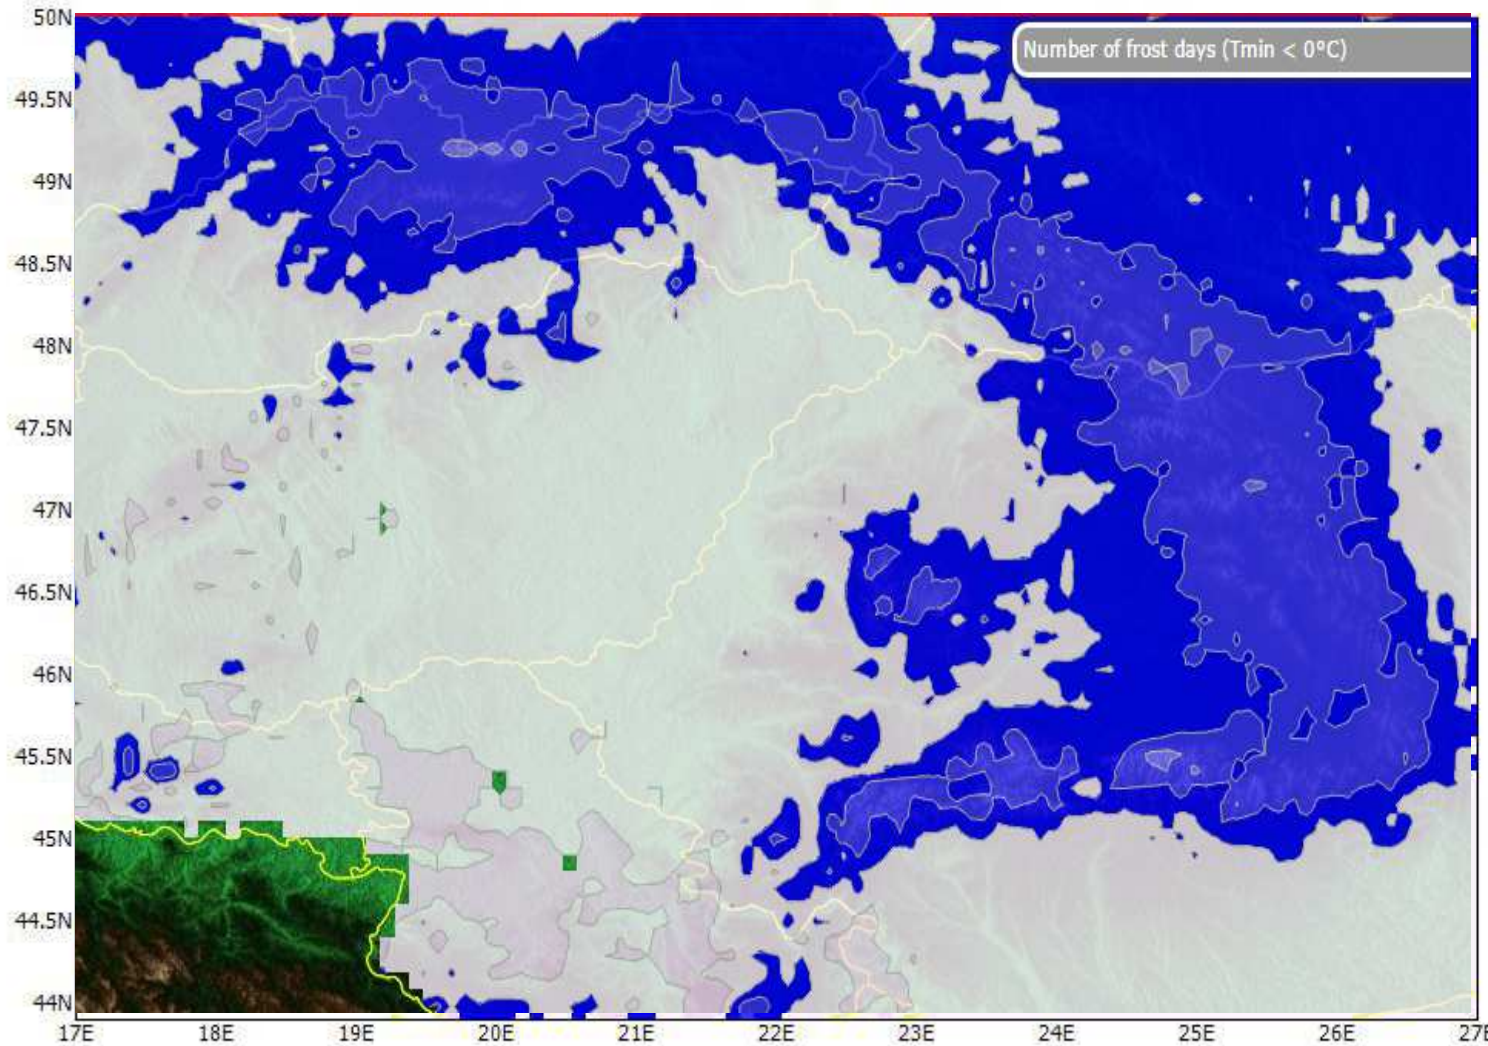 50N
Number of frost days (Tmin < 0ºC)
49.5N
49N
48.5N
48N
47.5N
47N
46.5N
46N
45.5N
45N
44.5N
44N
17E 18E 19E 20E 21E 22E 23E 24E 25E 26E 27E